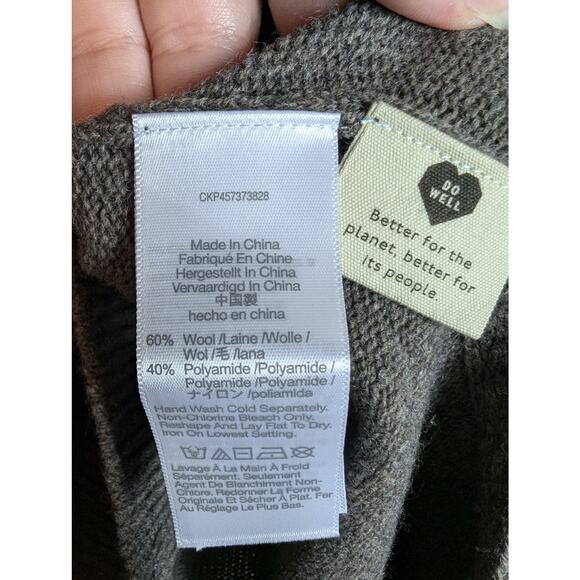 CKP457373828
Made In China
Fabriqué En Chine
Hergestellt In China
Vervaardigd In China
中国製
hecho en china
60% Wool /Laine /Wolle /
Wol /毛 /lana
40% Polyamide /Polyamide /
Polyamide /Polyamide /
ナイロン /poliamida
Hand Wash Cold Separately.
Non-Chlorine Bleach Only.
Reshape And Lay Flat To Dry.
Iron On Lowest Setting.
Lavage À La Main À Froid
Séparément. Seulement
Agent De Blanchiment Non-
Chlore. Redonner La Forme
Originale Et Sécher À Plat. Fer
Au Réglage Le Plus Bas.
DO
WELL
Better for the
planet, better for
its people.